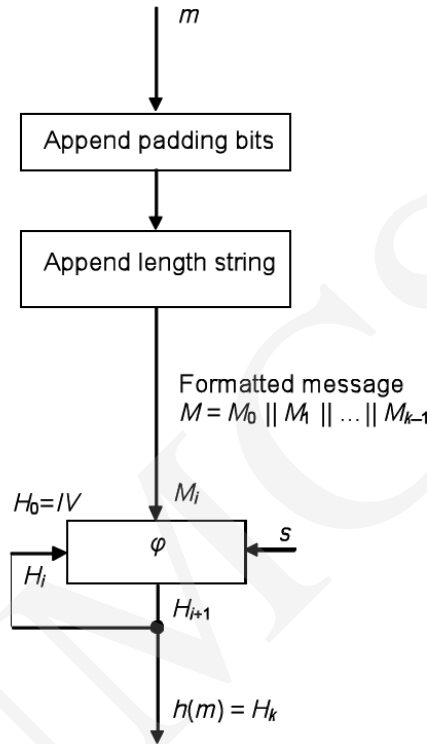 m
Append padding bits
Append length string
Formatted message
M = M₀ || M₁ || ... || Mₖ₋₁
H₀=IV
Mᵢ
φ
s
Hᵢ
Hᵢ₊₁
h(m) = Hₖ